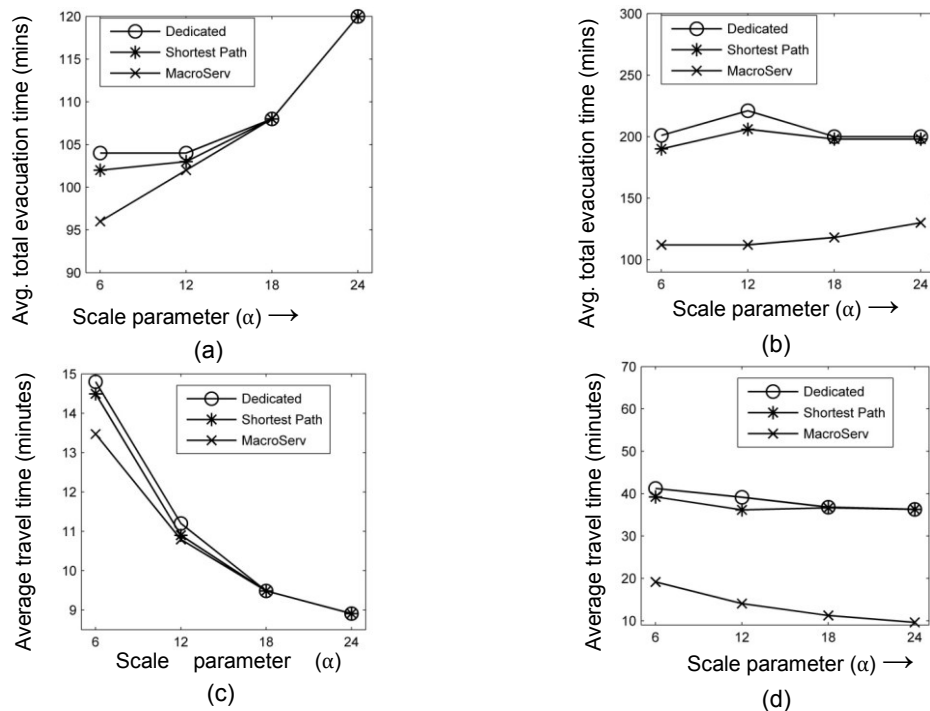 Avg. total evacuation time (mins)
120
115
110
105
100
95
90
Dedicated
Shortest Path
MacroServ
6 12 18 24
Scale parameter (α) →
(a)
Avg. total evacuation time (mins)
300
250
200
150
100
Dedicated
Shortest Path
MacroServ
6 12 18 24
Scale parameter (α) →
(b)
Average travel time (minutes)
15
14
13
12
11
10
9
Dedicated
Shortest Path
MacroServ
6 12 18 24
Scale parameter (α)
(c)
Average travel time (minutes)
70
60
50
40
30
20
10
Dedicated
Shortest Path
MacroServ
6 12 18 24
Scale parameter (α) →
(d)